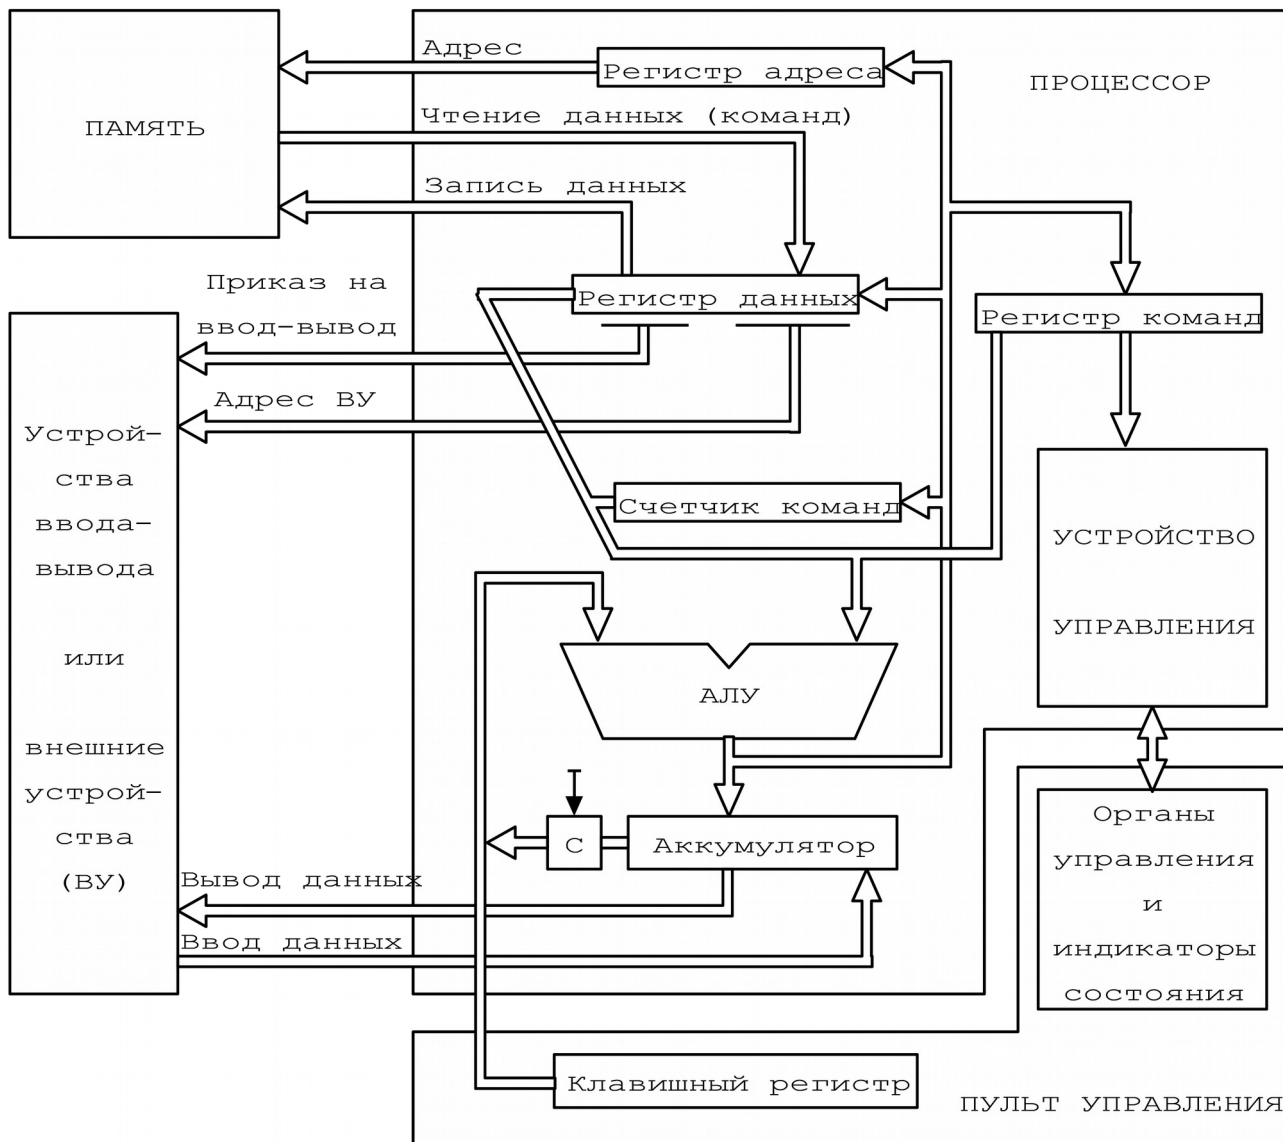 Адрес
Регистр адреса
ПРОЦЕССОР
ПАМЯТЬ
Чтение данных (команд)
Запись данных
Приказ на
ввод-вывод
Регистр данных
Регистр команд
Адрес ВУ
Устрой-
ства
ввода-
вывода
или
внешние
устрой-
ства
(ВУ)
Счетчик команд
УСТРОЙСТВО
УПРАВЛЕНИЯ
АЛУ
С
Аккумулятор
Органы
управления
и
индикаторы
состояния
Вывод данных
Ввод данных
Клавишный регистр
ПУЛЬТ УПРАВЛЕНИЯ